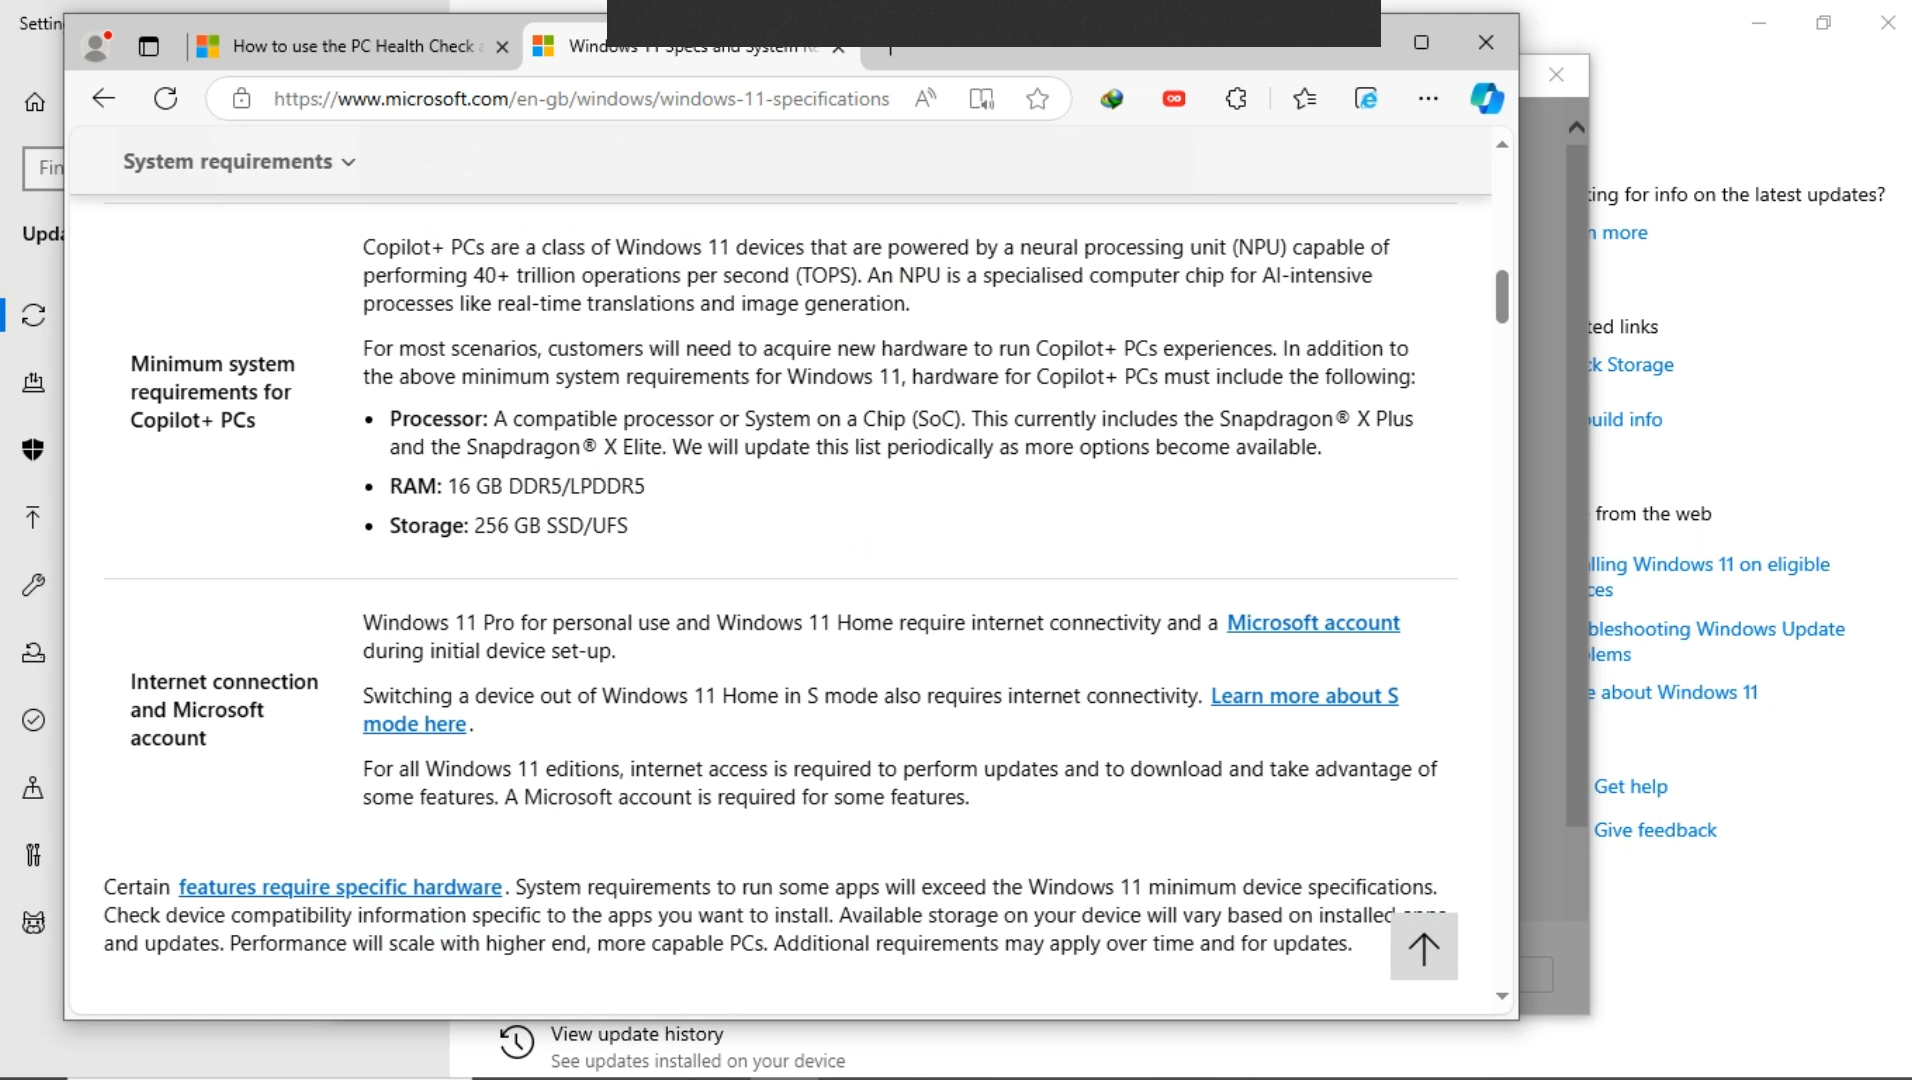 Settin
How to use the PC Health Check
Windows 11 Specs and System Re
https://www.microsoft.com/en-gb/windows/windows-11-specifications
System requirements
Fin
Upda
Copilot+ PCs are a class of Windows 11 devices that are powered by a neural processing unit (NPU) capable of
performing 40+ trillion operations per second (TOPS). An NPU is a specialised computer chip for AI-intensive
processes like real-time translations and image generation.
For most scenarios, customers will need to acquire new hardware to run Copilot+ PCs experiences. In addition to
the above minimum system requirements for Windows 11, hardware for Copilot+ PCs must include the following:
Minimum system
requirements for
Copilot+ PCs
• Processor: A compatible processor or System on a Chip (SoC). This currently includes the Snapdragon® X Plus
and the Snapdragon® X Elite. We will update this list periodically as more options become available.
• RAM: 16 GB DDR5/LPDDR5
• Storage: 256 GB SSD/UFS
Windows 11 Pro for personal use and Windows 11 Home require internet connectivity and a Microsoft account
during initial device set-up.
Internet connection
and Microsoft
account
Switching a device out of Windows 11 Home in S mode also requires internet connectivity. Learn more about S
mode here.
For all Windows 11 editions, internet access is required to perform updates and to download and take advantage of
some features. A Microsoft account is required for some features.
Certain features require specific hardware. System requirements to run some apps will exceed the Windows 11 minimum device specifications.
Check device compatibility information specific to the apps you want to install. Available storage on your device will vary based on installed apps
and updates. Performance will scale with higher end, more capable PCs. Additional requirements may apply over time and for updates.
View update history
See updates installed on your device
ing for info on the latest updates?
n more
ted links
ck Storage
uild info
from the web
lling Windows 11 on eligible
ces
bleshooting Windows Update
lems
e about Windows 11
Get help
Give feedback